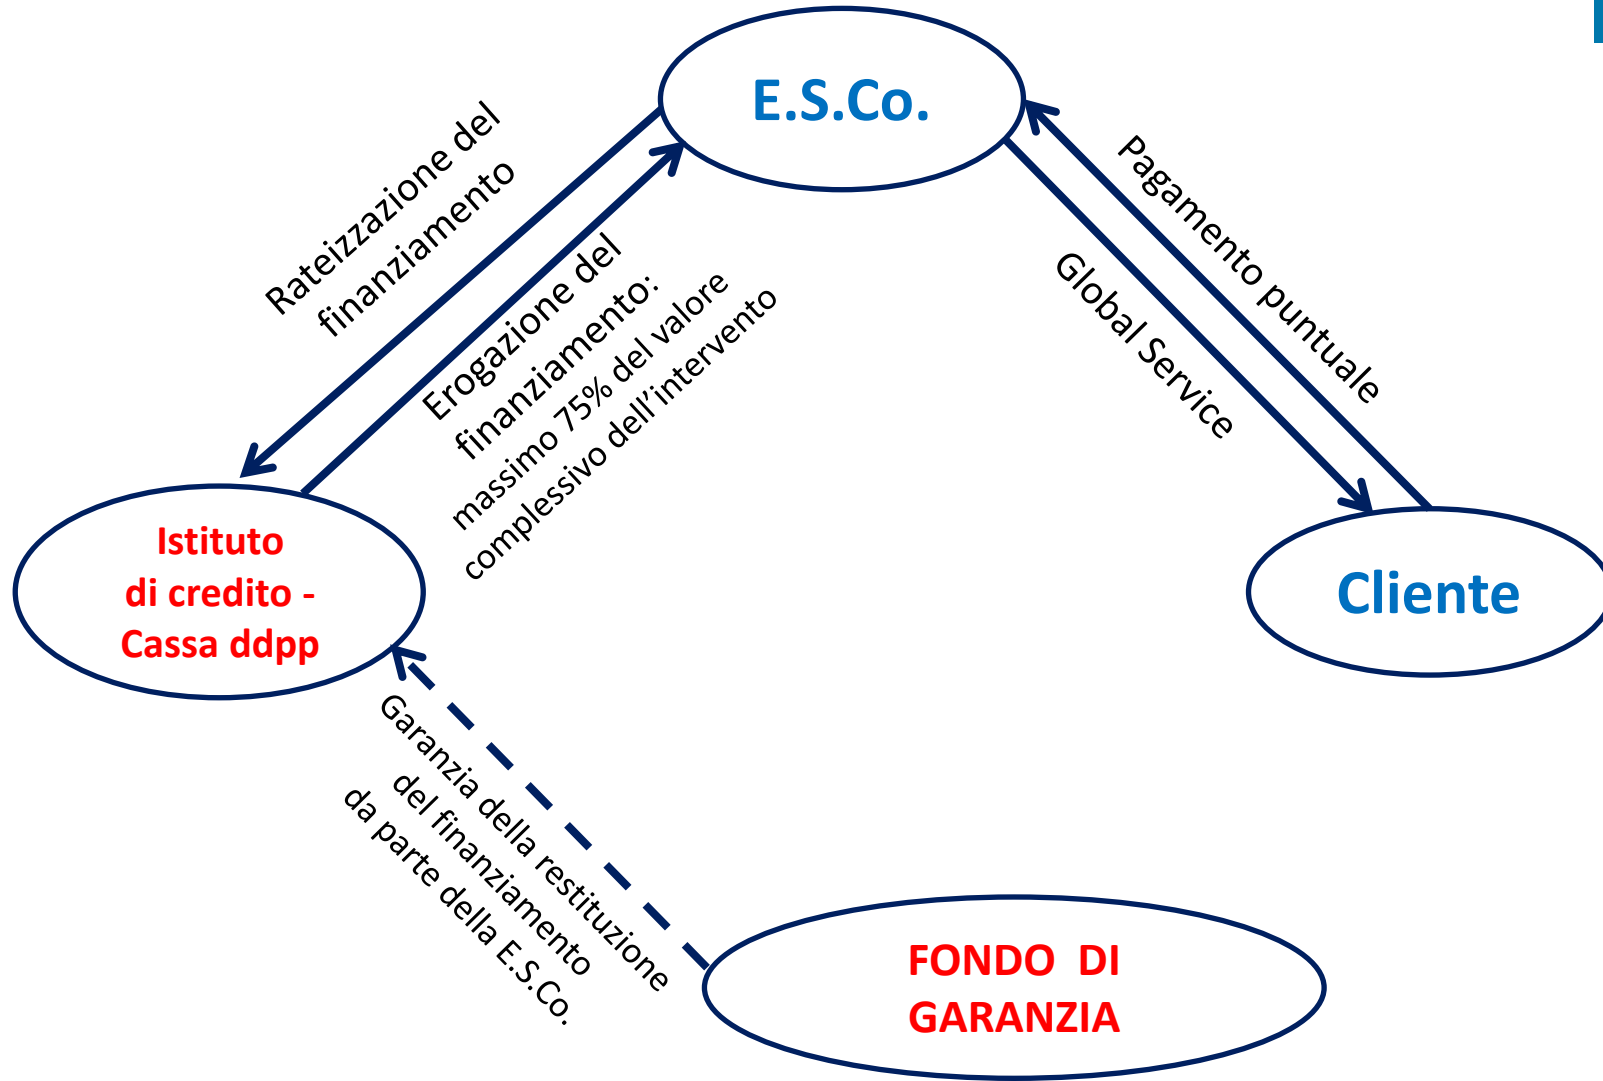 E.S.Co.
Rateizzazione del
finanziamento
Erogazione del
finanziamento:
massimo 75% del valore
complessivo dell'intervento
Pagamento puntuale
Global Service
Istituto
di credito -
Cassa ddpp
Cliente
Garanzia della restituzione
del finanziamento
da parte della E.S.Co.
FONDO DI
GARANZIA